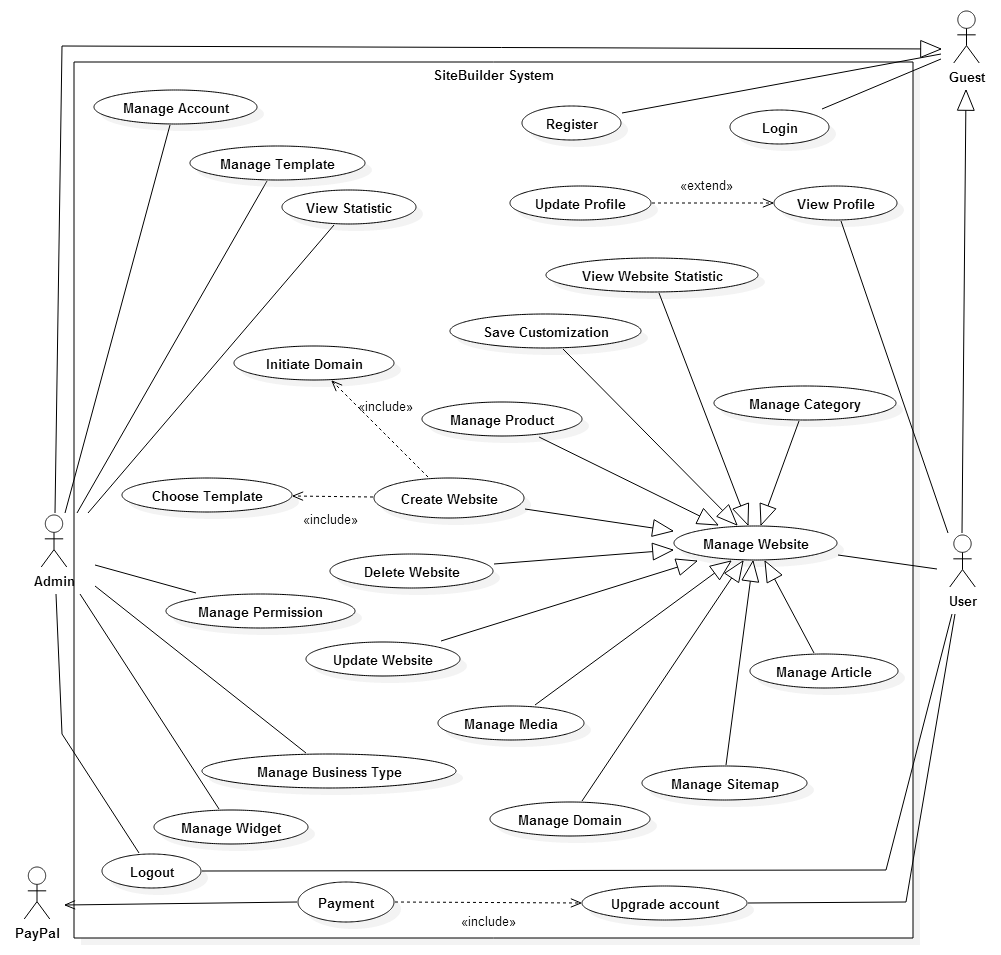 SiteBuilder System
Guest
Manage Account
Register
Login
Manage Template
«extend»
View Statistic
Update Profile
View Profile
View Website Statistic
Save Customization
Initiate Domain
«include»
Manage Category
Manage Product
Choose Template
Create Website
«include»
Manage Website
Delete Website
Admin
User
Manage Permission
Update Website
Manage Article
Manage Media
Manage Business Type
Manage Sitemap
Manage Domain
Manage Widget
Logout
Payment
Upgrade account
«include»
PayPal